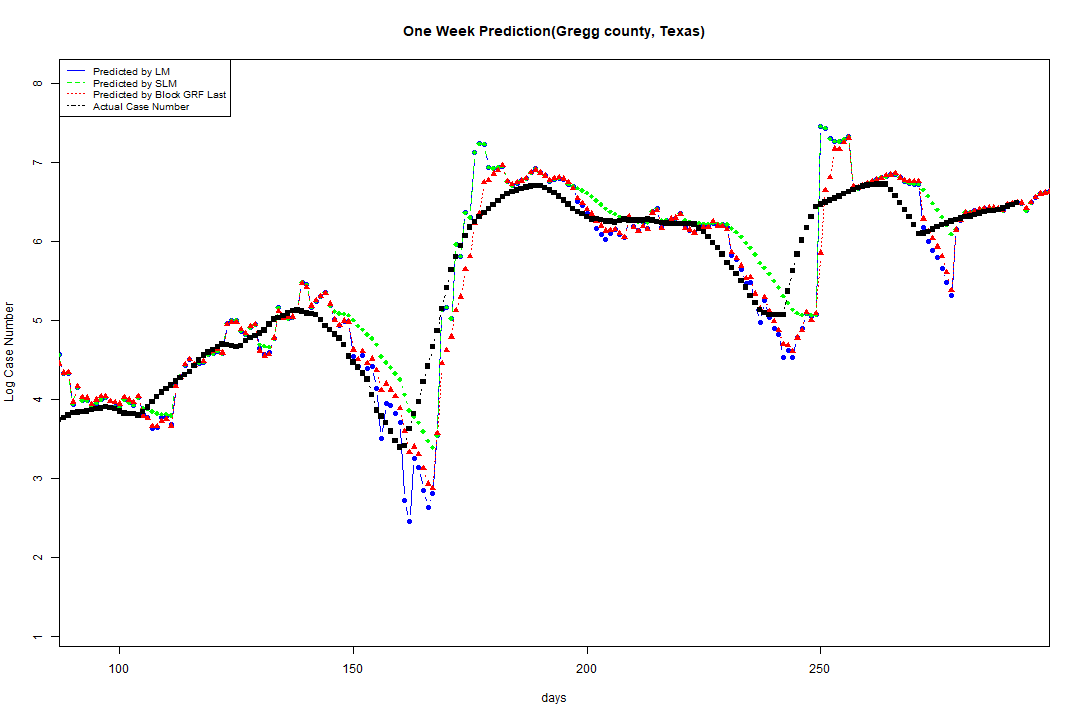 One Week Prediction(Gregg county, Texas)
Predicted by LM
Predicted by SLM
Predicted by Block GRF Last
Actual Case Number
8
7
6
5
4
3
2
1
Log Case Number
100 150 200 250
days